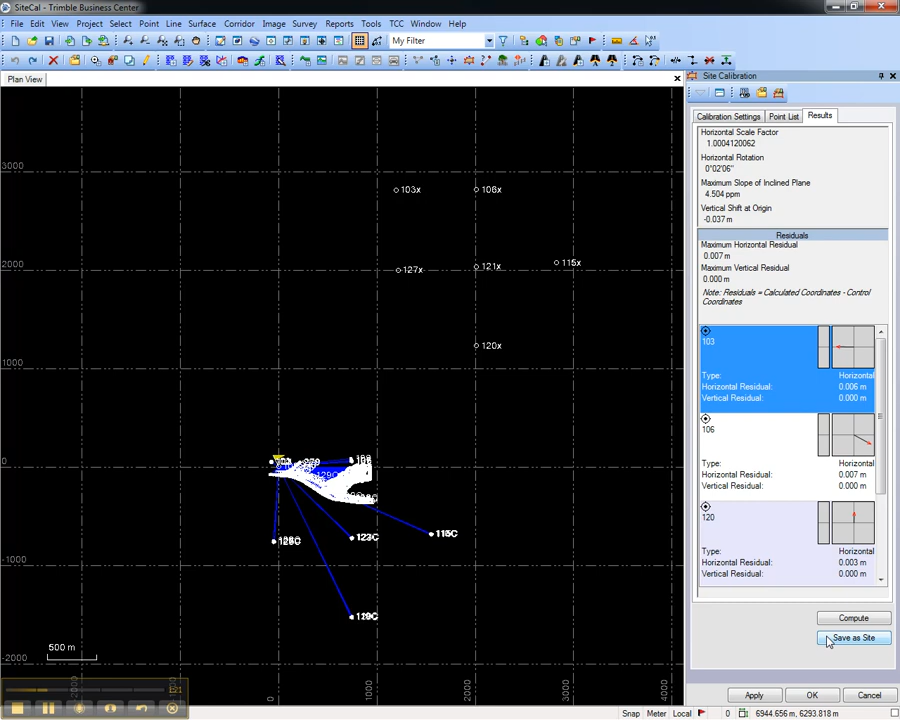 SiteCal - Trimble Business Center
File Edit View Project Select Point Line Surface Corridor Image Survey Reports Tools TCC Window Help
My Filter
Plan View
Site Calibration
Calibration Settings Point List Results
Horizontal Scale Factor
1.0004120062
Horizontal Rotation
0°02'06"
Maximum Slope of Inclined Plane
4.504 ppm
Vertical Shift at Origin
-0.037 m
Residuals
Maximum Horizontal Residual
0.007 m
Maximum Vertical Residual
0.000 m
Note: Residuals = Calculated Coordinates - Control
Coordinates
103
Type: Horizontal
Horizontal Residual: 0.006 m
Vertical Residual: 0.000 m
106
Type: Horizontal
Horizontal Residual: 0.007 m
Vertical Residual: 0.000 m
120
Type: Horizontal
Horizontal Residual: 0.003 m
Vertical Residual: 0.000 m
Compute
Save as Site
Apply OK Cancel
3000
103x 106x
2000
127x 121x 115x
1000
120x
0
123C 115C
-1000
-2000
500 m
0 1000 2000 3000 4000
Snap Meter Local 0 6944.656 m, 6293.818 m